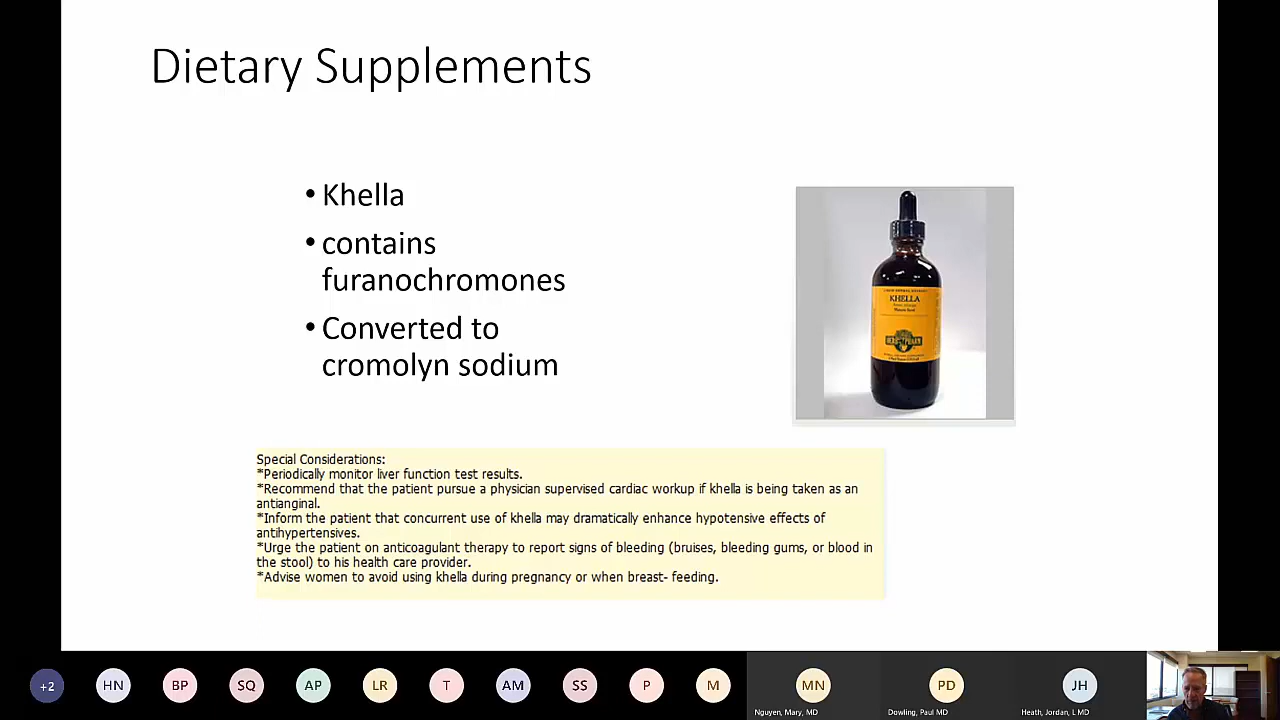 Dietary Supplements
• Khella
• contains
furanochromones
• Converted to
cromolyn sodium
KHELLA
HERB PHARM
Special Considerations:
*Periodically monitor liver function test results.
*Recommend that the patient pursue a physician supervised cardiac workup if khella is being taken as an
antianginal.
*Inform the patient that concurrent use of khella may dramatically enhance hypotensive effects of
antihypertensives.
*Urge the patient on anticoagulant therapy to report signs of bleeding (bruises, bleeding gums, or blood in
the stool) to his health care provider.
*Advise women to avoid using khella during pregnancy or when breast- feeding.
+2 HN BP SQ AP LR T AM SS P M MN PD JH
Nguyen, Mary, MD Dowling, Paul MD Heath, Jordan, L MD